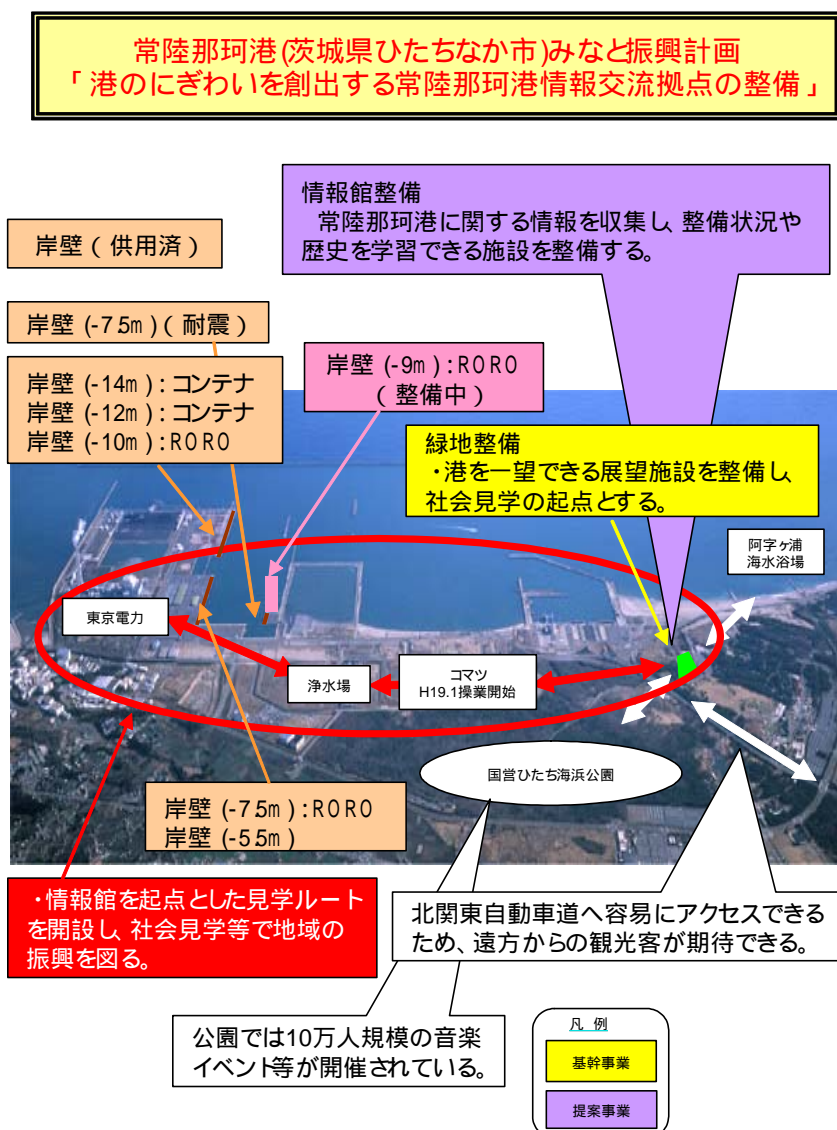 常陸那珂港(茨城県ひたちなか市)みなと振興計画
「港のにぎわいを創出する常陸那珂港情報交流拠点の整備」
情報館整備
常陸那珂港に関する情報を収集し、整備状況や
歴史を学習できる施設を整備する。
岸壁(供用済)
岸壁(-7.5m)(耐震)
岸壁(-14m):コンテナ
岸壁(-12m):コンテナ
岸壁(-10m):RORO
岸壁(-9m):RORO
(整備中)
緑地整備
・港を一望できる展望施設を整備し、
社会見学の起点とする。
阿字ヶ浦
海水浴場
東京電力
浄水場
コマツ
H19.1操業開始
国営ひたち海浜公園
岸壁(-7.5m):RORO
岸壁(-5.5m)
・情報館を起点とした見学ルート
を開設し、社会見学等で地域の
振興を図る。
北関東自動車道へ容易にアクセスできる
ため、遠方からの観光客が期待できる。
公園では10万人規模の音楽
イベント等が開催されている。
凡 例
基幹事業
提案事業